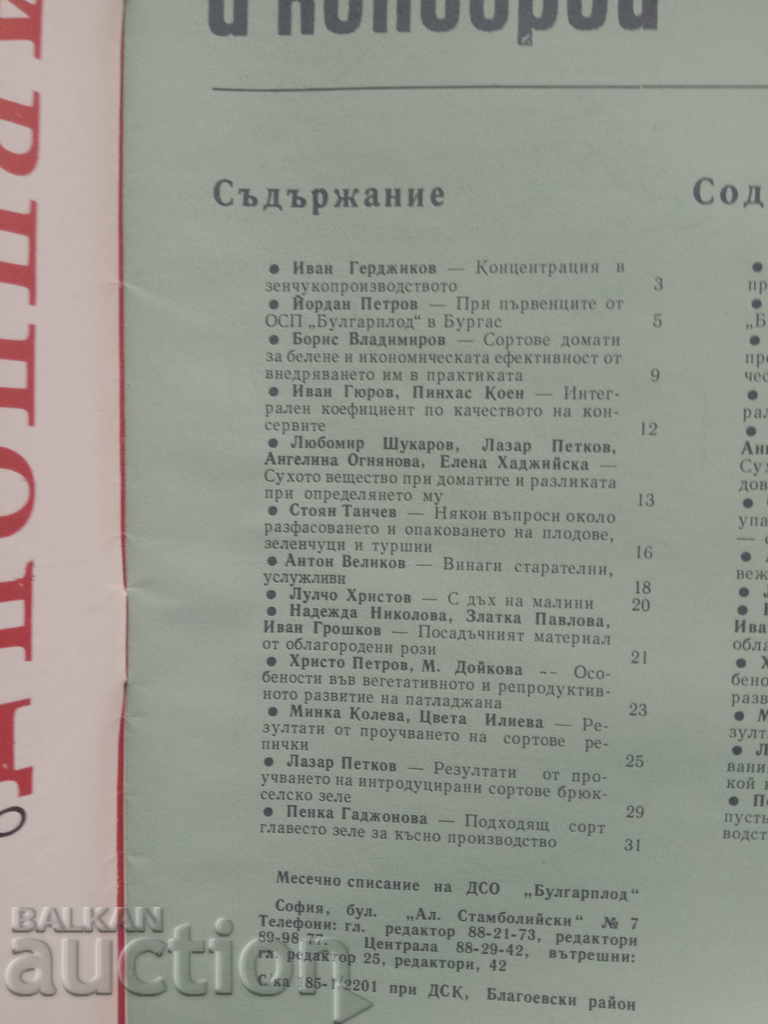 и консерви
Съдържание
● Иван Герджиков — Концентрация в
зенчукопроизводството 3
● Йордан Петров — При първенците от
ОСП „Булгарплод" в Бургас 5
● Борис Владимиров — Сортове домати
за белене и икономическата ефективност от
внедряването им в практиката 9
● Иван Гюров, Пинхас Коен — Интег-
рален коефициент по качеството на кон-
сервите 12
● Любомир Шукаров, Лазар Петков,
Ангелина Огнянова, Елена Хаджийска —
Сухото вещество при доматите и разликата
при определянето му 13
● Стоян Танчев — Някои въпроси около
разфасоването и опаковането на плодове,
зеленчуци и туршии 16
● Антон Великов — Винаги старателни,
услужливи 18
● Лулчо Христов — С дъх на малини 20
● Надежда Николова, Златка Павлова,
Иван Грошков — Посадъчният материал
от облагородени рози 21
● Христо Петров, М. Дойкова -- Осо-
бености във вегетативното и репродуктив-
ното развитие на патладжана 23
● Минка Колева, Цвета Илиева — Ре-
зултати от проучването на сортове ре-
пички 25
● Лазар Петков — Резултати от про-
учването на интродуцирани сортове брюк-
селско зеле 29
● Пенка Гаджонова — Подходящ сорт
главесто зеле за късно производство 31
Месечно списание на ДСО „Булгарплод"
София, бул. „Ал. Стамболийски" № 7
Телефони: гл. редактор 88-21-73, редактори
89-98-77. Централа 88-29-42, вътрешни:
гл. редактор 25, редактори, 42
С/ка 185-1/2201 при ДСК, Благоевски район
Сод
BALKAN
auction